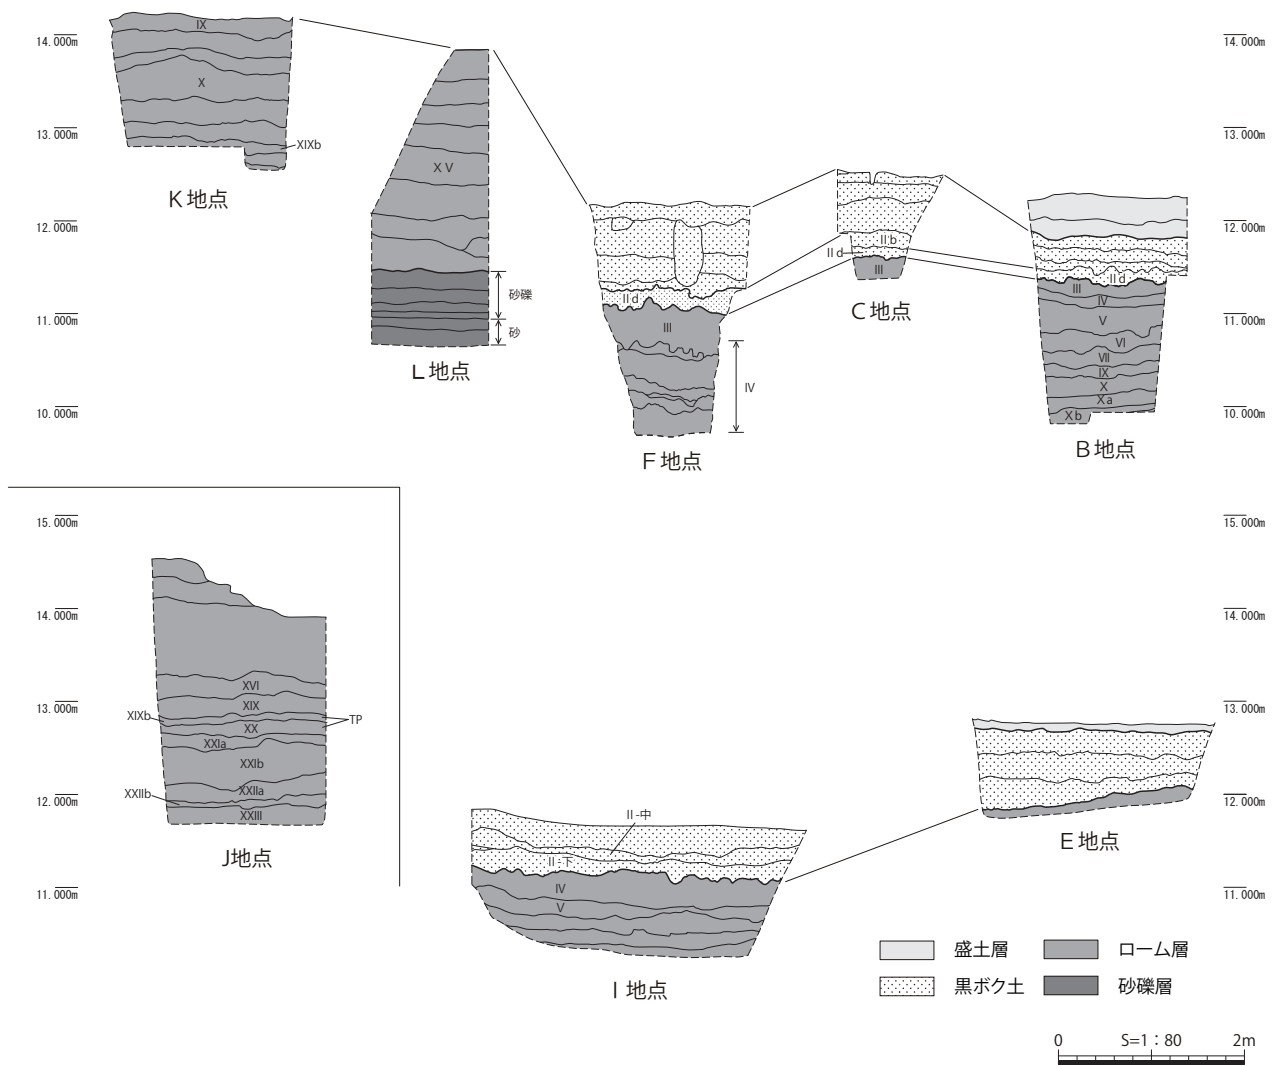 14.000m
13.000m
12.000m
11.000m
10.000m
IX
X
XIXb
K地点
XV
砂礫
砂
L地点
IId
III
IV
F地点
IIb
IId
III
C地点
IId
III
IV
V
VI
VII
IX
X
Xa
Xb
B地点
14.000m
13.000m
12.000m
11.000m
10.000m
15.000m
14.000m
13.000m
12.000m
11.000m
XVI
XIX
XIXb
TP
XX
XXIa
XXIb
XXIIa
XXIIb
XXIII
J地点
II-中
II-下
IV
V
I地点
E地点
15.000m
14.000m
13.000m
12.000m
11.000m
盛土層
ローム層
黒ボク土
砂礫層
0 S=1：80 2m